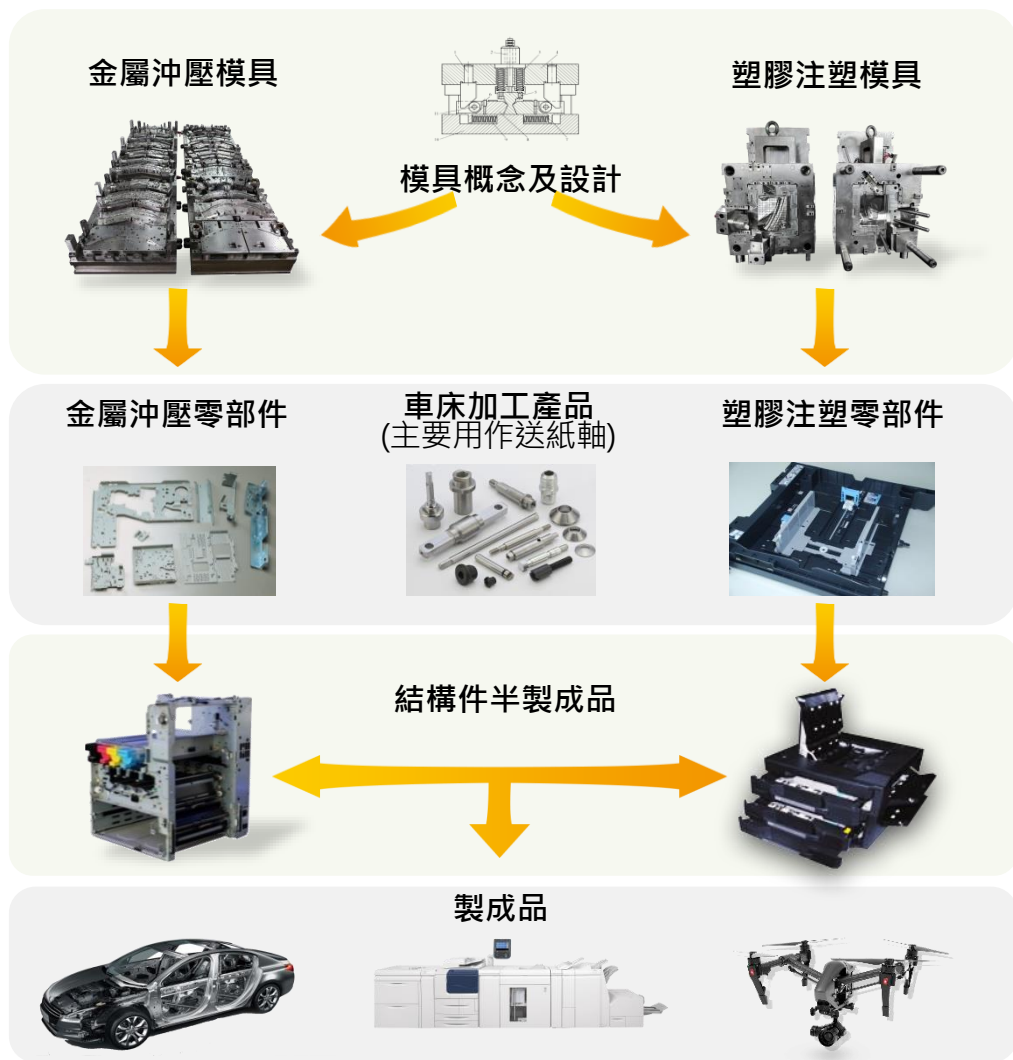 金屬沖壓模具
塑膠注塑模具
模具概念及設計
金屬沖壓零部件
車床加工產品
(主要用作送紙軸)
塑膠注塑零部件
結構件半製成品
製成品